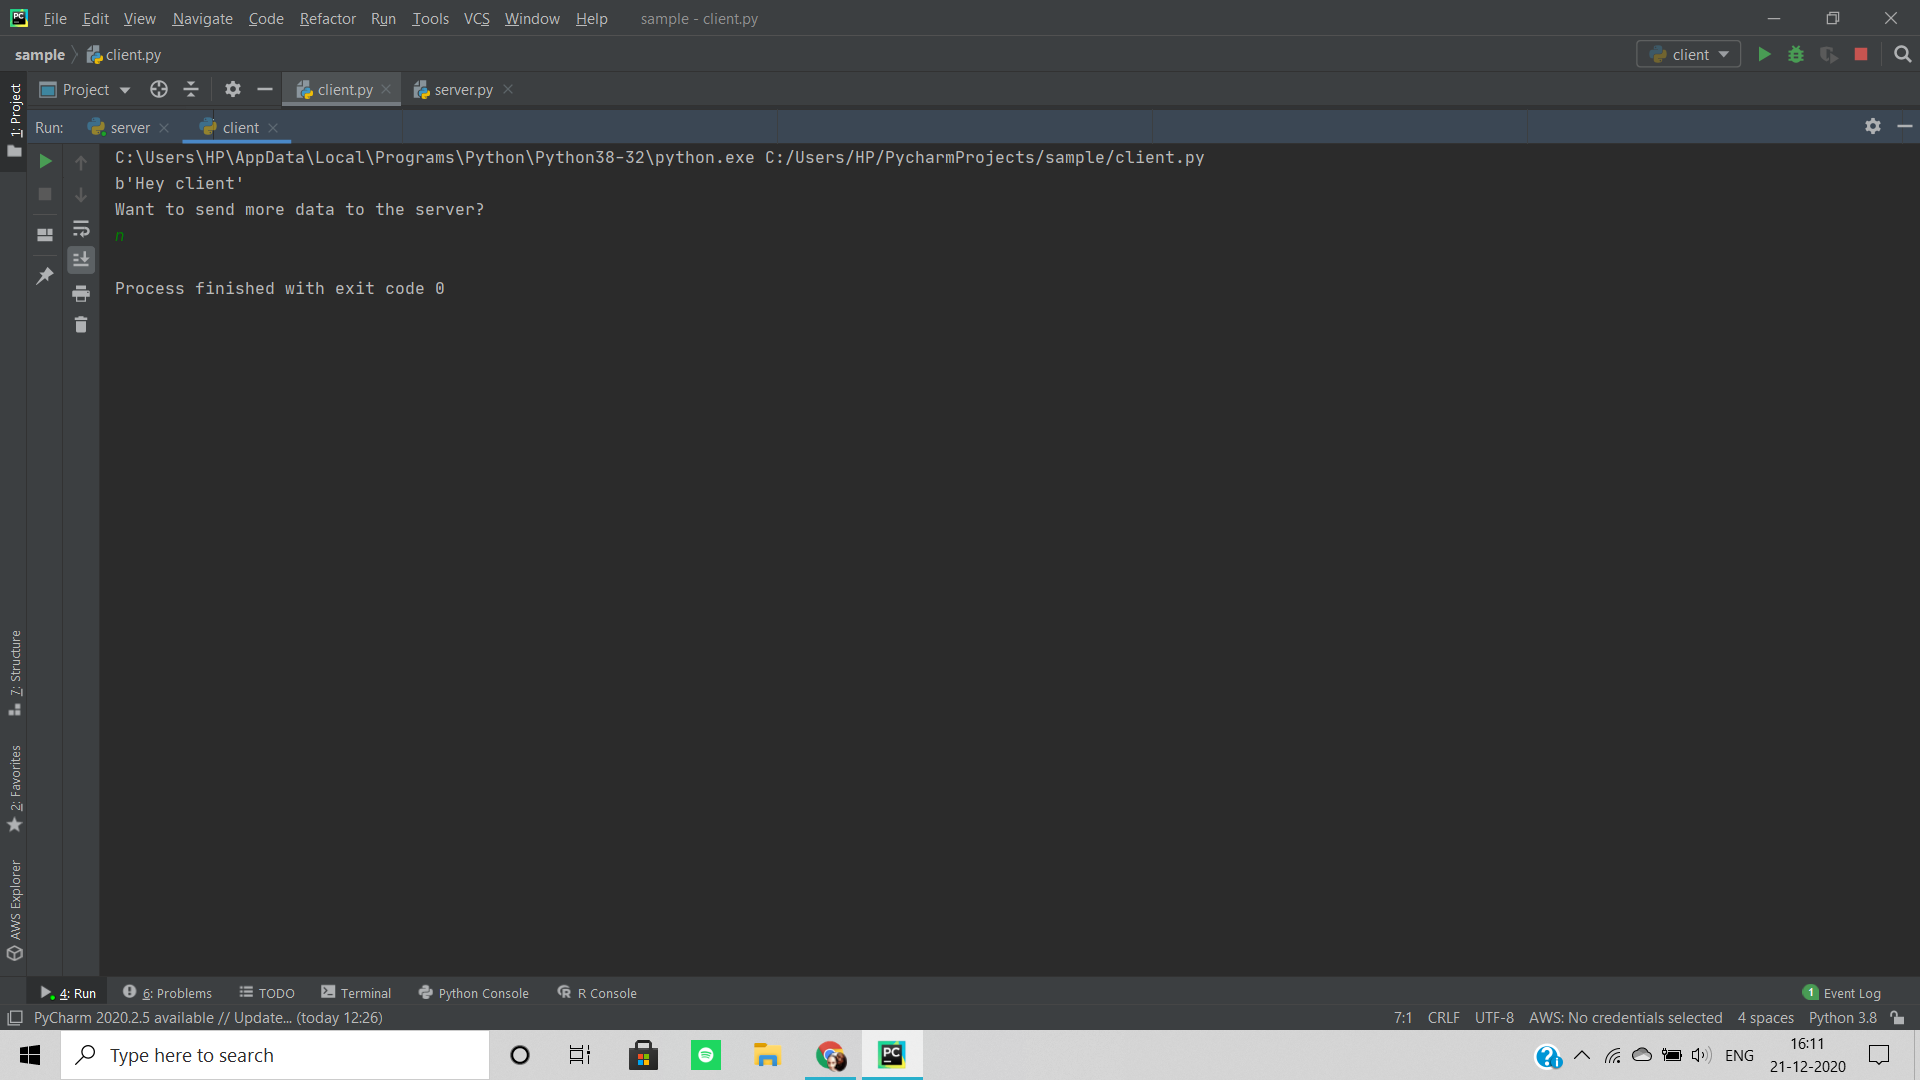 File Edit View Navigate Code Refactor Run Tools VCS Window Help sample - client.py
sample client.py client
Project client.py server.py
Run: server client
C:\Users\HP\AppData\Local\Programs\Python\Python38-32\python.exe C:/Users/HP/PycharmProjects/sample/client.py
b'Hey client'
Want to send more data to the server?
n
Process finished with exit code 0
1: Project
7: Structure
2: Favorites
AWS Explorer
4: Run 6: Problems TODO Terminal Python Console R Console 1 Event Log
PyCharm 2020.2.5 available // Update... (today 12:26) 7:1 CRLF UTF-8 AWS: No credentials selected 4 spaces Python 3.8
Type here to search PC ENG 16:11
21-12-2020